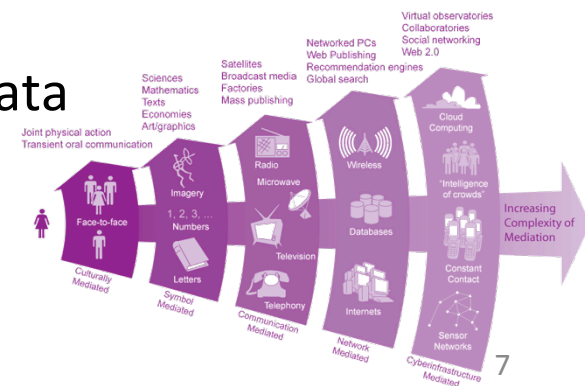 ata
Joint physical action
Transient oral communication
Face-to-face
Culturally
Mediated
Sciences
Mathematics
Texts
Economies
Art/graphics
Imagery
1, 2, 3, ...
Numbers
Letters
Symbol
Mediated
Satellites
Broadcast media
Factories
Mass publishing
Radio
Microwave
Television
Telephony
Communication
Mediated
Networked PCs
Web Publishing
Recommendation engines
Global search
Wireless
Databases
Internets
Network
Mediated
Virtual observatories
Collaboratories
Social networking
Web 2.0
Cloud
Computing
"Intelligence
of crowds"
Constant
Contact
Sensor
Networks
Cyberinfrastructure
Mediated
Increasing
Complexity of
Mediation
7